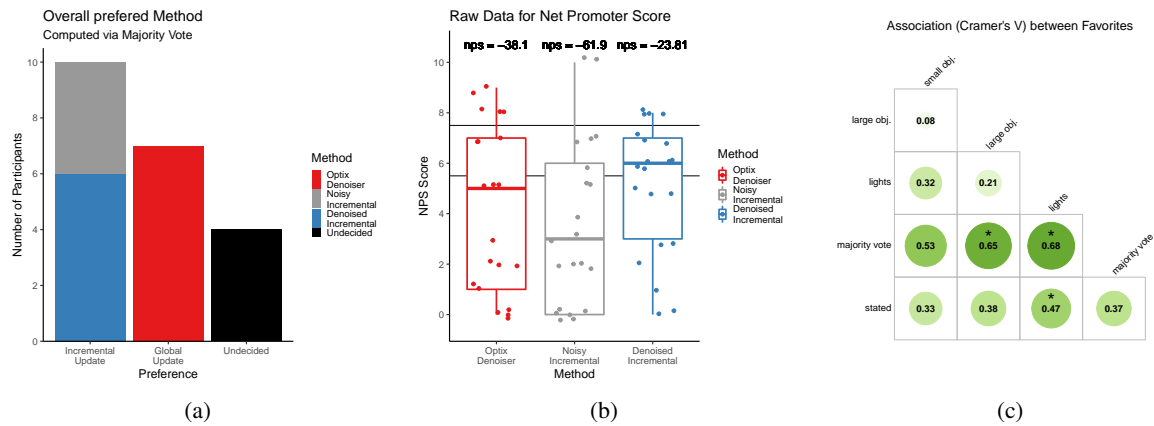 Overall prefered Method
Computed via Majority Vote
10
8
6
4
2
0
Number of Participants
Incremental
Update
Global
Update
Undecided
Preference
Method
Optix
Denoiser
Noisy
Incremental
Denoised
Incremental
Undecided
(a)
Raw Data for Net Promoter Score
nps = −38.1
nps = −61.9
nps = −23.81
10
8
6
4
2
0
NPS Score
Optix
Denoiser
Noisy
Incremental
Denoised
Incremental
Method
Method
Optix
Denoiser
Noisy
Incremental
Denoised
Incremental
(b)
Association (Cramer's V) between Favorites
small obj.
large obj.
0.08
large obj.
lights
0.32
0.21
lights
majority vote
0.53
*
0.65
*
0.68
majority vote
stated
0.33
0.38
*
0.47
0.37
(c)